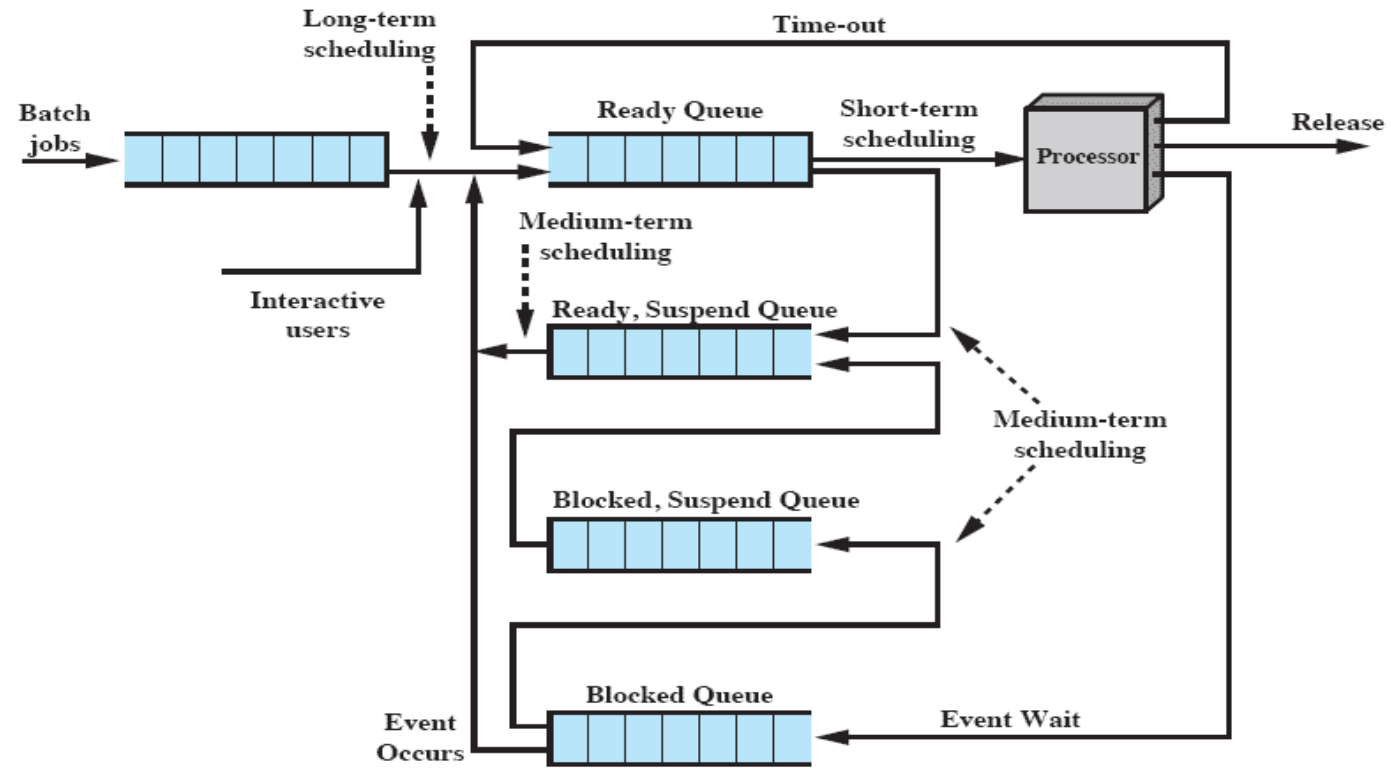 Long-term
scheduling
Time-out
Batch
jobs
Ready Queue
Short-term
scheduling
Processor
Release
Medium-term
scheduling
Interactive
users
Ready, Suspend Queue
Medium-term
scheduling
Blocked, Suspend Queue
Blocked Queue
Event
Occurs
Event Wait